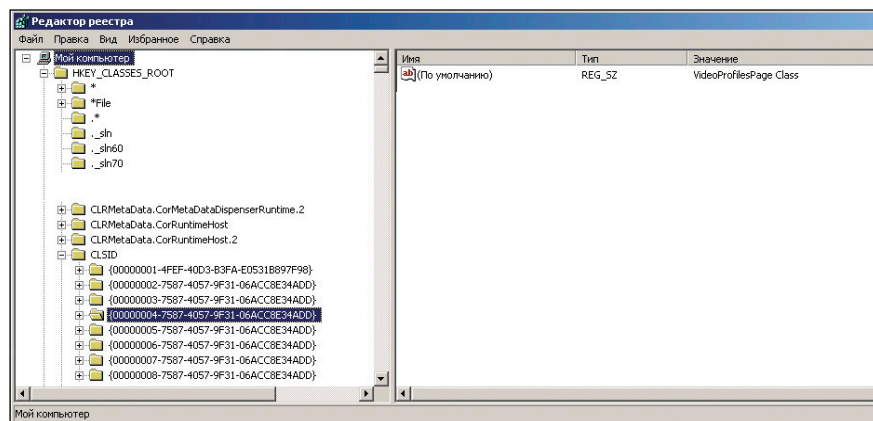 Редактор реестра
Файл Правка Вид Избранное Справка
Мой компьютер
HKEY_CLASSES_ROOT
*
*File
.*
._sln
._sln60
._sln70
CLRMetaData.CorMetaDataDispenserRuntime.2
CLRMetaData.CorRuntimeHost
CLRMetaData.CorRuntimeHost.2
CLSID
{00000001-4FEF-40D3-B3FA-E0531B897F98}
{00000002-7587-4057-9F31-06ACC8E34ADD}
{00000003-7587-4057-9F31-06ACC8E34ADD}
{00000004-7587-4057-9F31-06ACC8E34ADD}
{00000005-7587-4057-9F31-06ACC8E34ADD}
{00000006-7587-4057-9F31-06ACC8E34ADD}
{00000007-7587-4057-9F31-06ACC8E34ADD}
{00000008-7587-4057-9F31-06ACC8E34ADD}
Имя Тип Значение
ab (По умолчанию) REG_SZ VideoProfilesPage Class
Мой компьютер